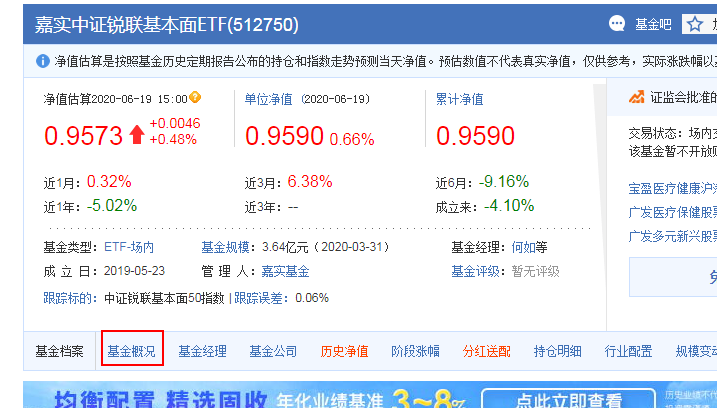 嘉实中证锐联基本面ETF(512750) 基金吧
净值估算是按照基金历史定期报告公布的持仓和指数走势预测当天净值。预估数值不代表真实净值，仅供参考，实际涨跌幅以
净值估算2020-06-19 15:00 单位净值 (2020-06-19) 累计净值 证监会批准的
0.9573 +0.0046 +0.48% 0.9590 0.66% 0.9590
交易状态：场内交
该基金暂不开放购
近1月：0.32% 近3月：6.38% 近6月：-9.16%
近1年：-5.02% 近3年：-- 成立来：-4.10%
宝盈医疗健康沪
广发医疗保健股票
广发多元新兴股票
基金类型：ETF-场内 基金规模：3.64亿元（2020-03-31） 基金经理：何如等
成 立 日：2019-05-23 管 理 人：嘉实基金 基金评级：暂无评级
跟踪标的：中证锐联基本面50指数 | 跟踪误差：0.06%
基金档案 基金概况 基金经理 基金公司 历史净值 阶段涨幅 分红送配 持仓明细 行业配置 规模变动
均衡配置 精选固收 年化业绩基准 3~8% 点此立即查看 历史业绩不代